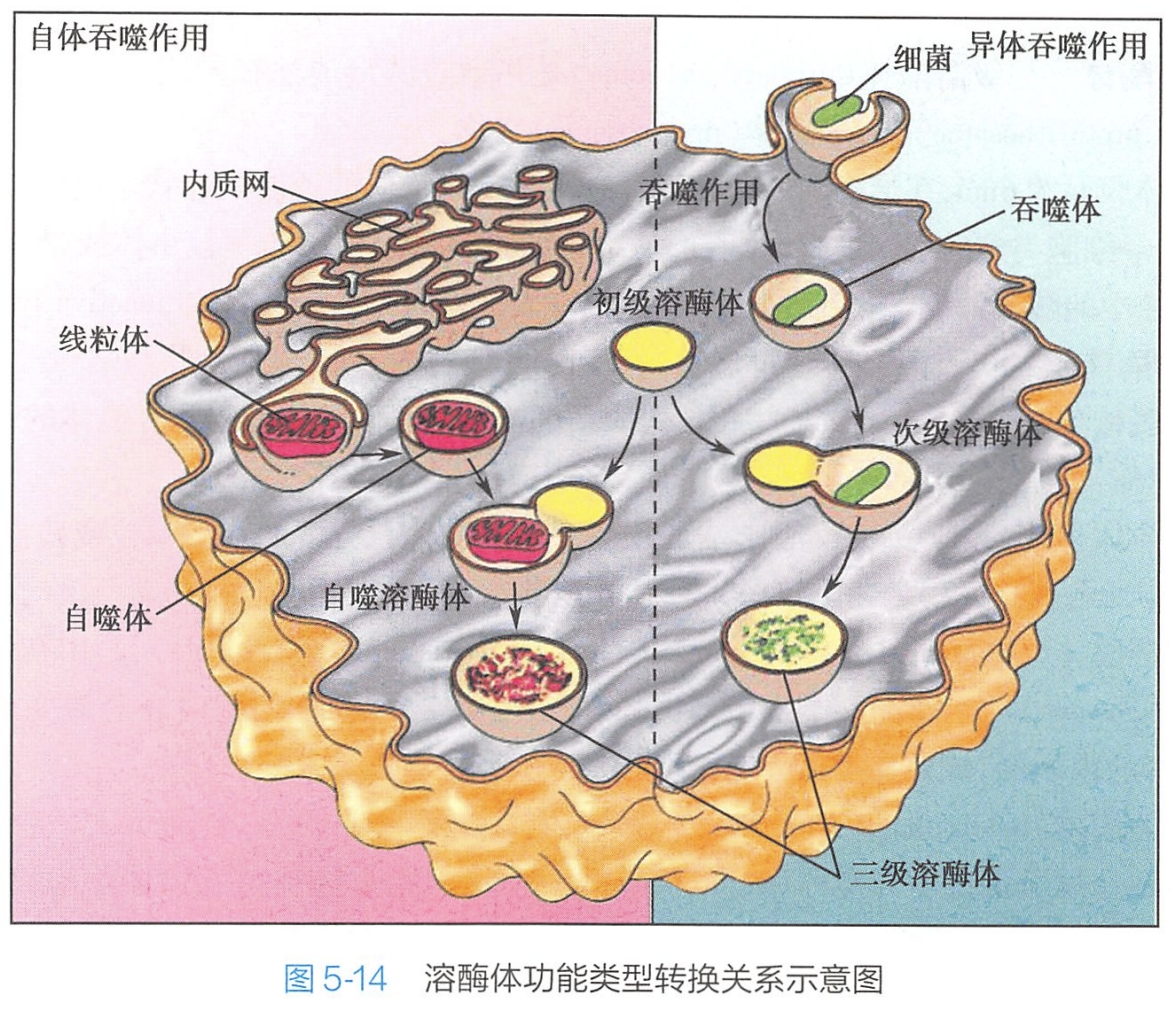 自体吞噬作用
异体吞噬作用
细菌
内质网
吞噬作用
吞噬体
初级溶酶体
线粒体
次级溶酶体
自噬体
自噬溶酶体
三级溶酶体
图 5-14 溶酶体功能类型转换关系示意图